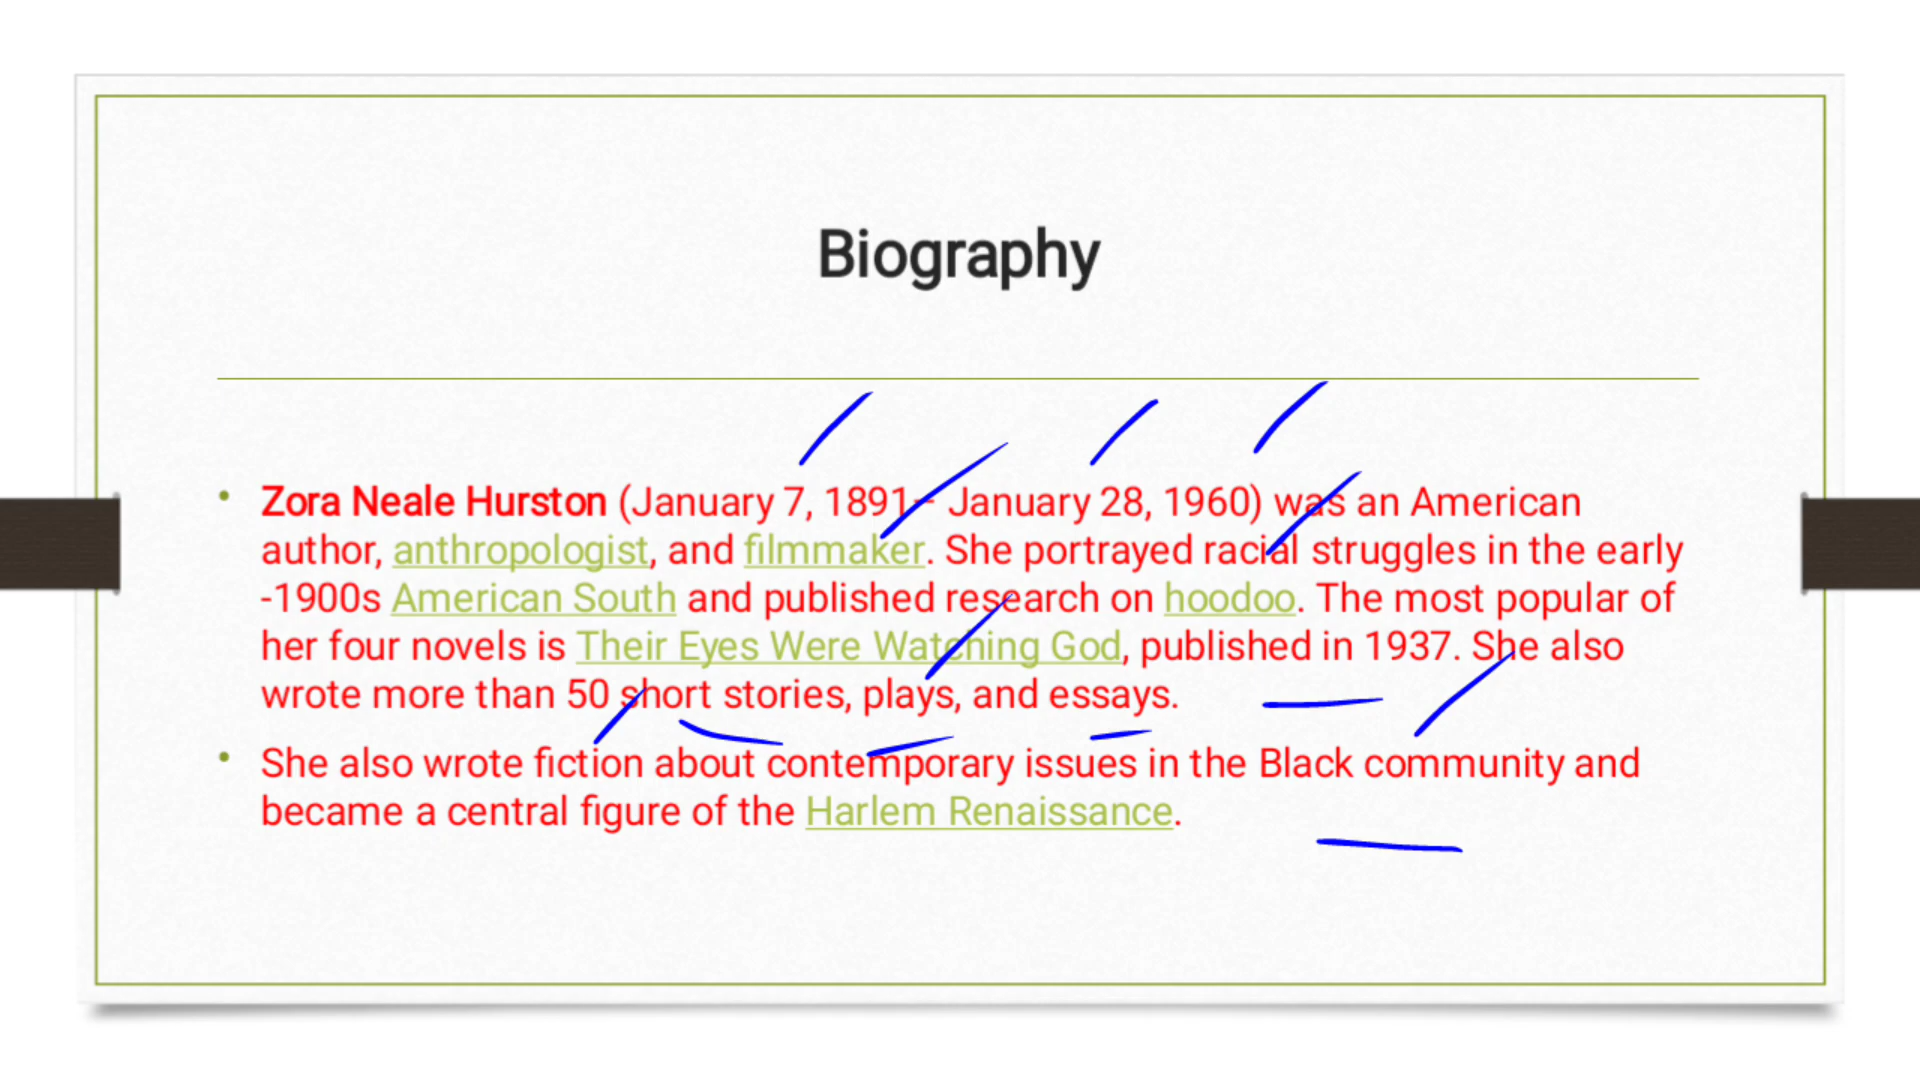 Biography
• Zora Neale Hurston (January 7, 1891– January 28, 1960) was an American
author, anthropologist, and filmmaker. She portrayed racial struggles in the early
-1900s American South and published research on hoodoo. The most popular of
her four novels is Their Eyes Were Watching God, published in 1937. She also
wrote more than 50 short stories, plays, and essays.
• She also wrote fiction about contemporary issues in the Black community and
became a central figure of the Harlem Renaissance.